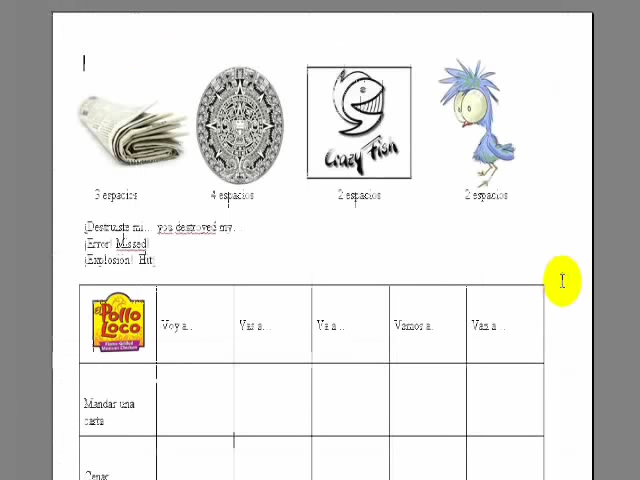 Crazy Fish
3 espacios
4 espacios
2 espacios
2 espacios
¡Destruiste mi... you destroyed my...
¡Error! Missed!
¡Explosión! Hit!
el Pollo Loco
Voy a...
Vas a...
Va a...
Vamos a...
Van a...
Mandar una
carta
Cenar